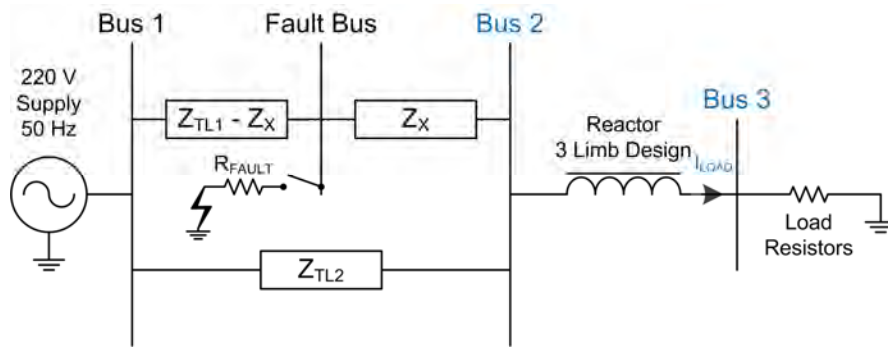 Bus 1
Fault Bus
Bus 2
220 V
Supply
50 Hz
Z_TL1 - Z_X
Z_X
Bus 3
Reactor
3 Limb Design
I_LOAD
R_FAULT
Load
Resistors
Z_TL2